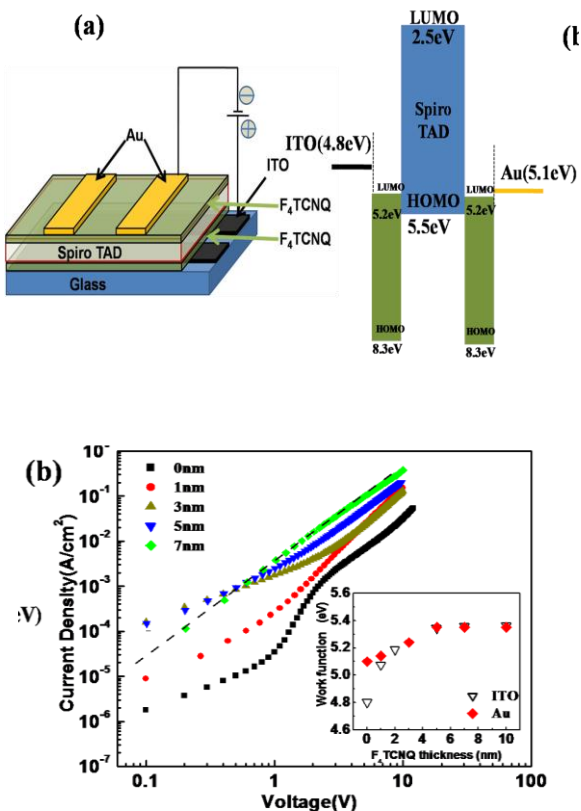 (a)
Au
ITO
F4TCNQ
F4TCNQ
Spiro TAD
Glass
(b
LUMO
2.5eV
Spiro
TAD
ITO(4.8eV)
Au(5.1eV)
LUMO
5.2eV
HOMO
5.5eV
LUMO
5.2eV
HOMO
8.3eV
HOMO
8.3eV
(b)
eV)
Current Density(A/cm²)
10⁰
10⁻¹
10⁻²
10⁻³
10⁻⁴
10⁻⁵
10⁻⁶
10⁻⁷
0nm
1nm
3nm
5nm
7nm
0.1
1
10
100
Voltage(V)
Work function (eV)
5.6
5.4
5.2
5.0
4.8
4.6
ITO
Au
0 2 4 6 8 10
F4TCNQ thickness (nm)